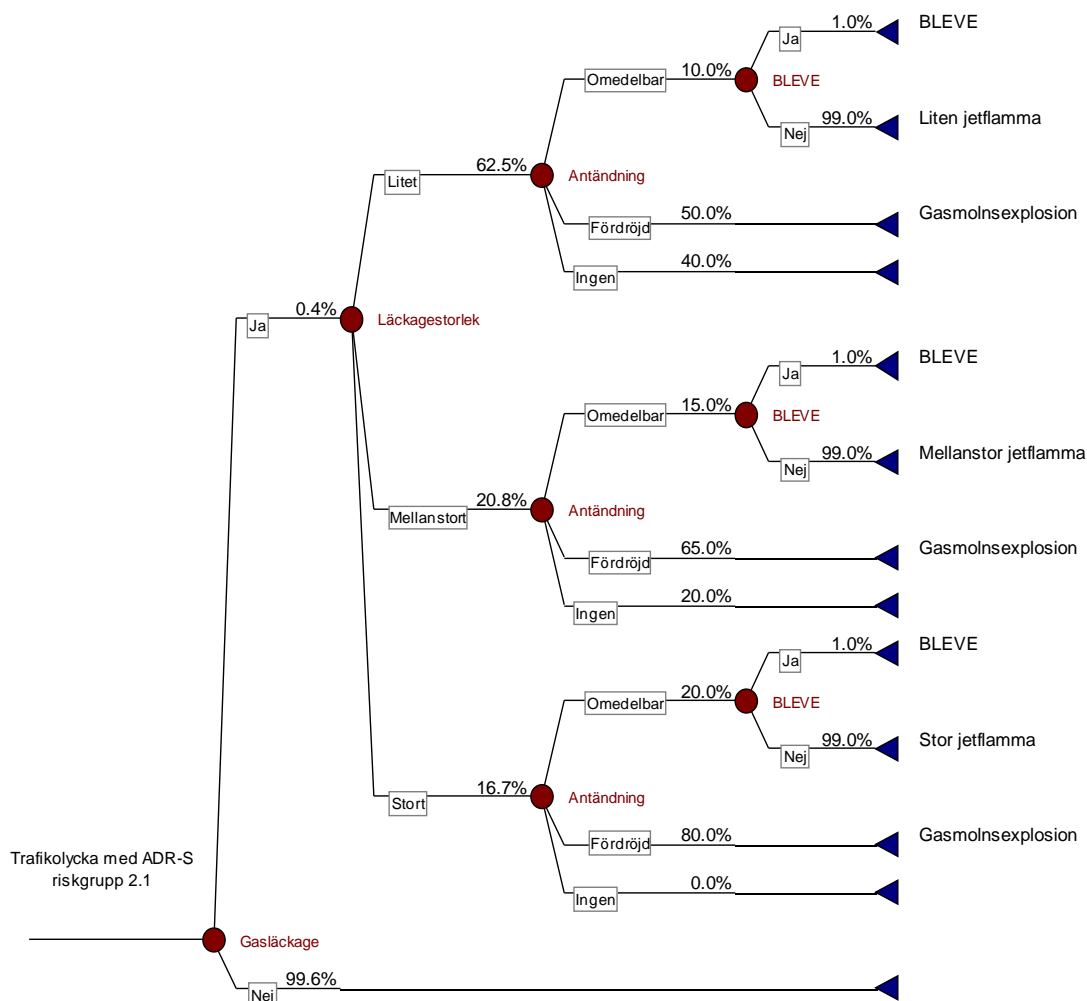 Ja
1.0%
BLEVE
Omedelbar
10.0%
BLEVE
Nej
99.0%
Liten jetflamma
Litet
62.5%
Antändning
Fördröjd
50.0%
Gasmolnsexplosion
Ingen
40.0%
Ja
0.4%
Läckagestorlek
Ja
1.0%
BLEVE
Omedelbar
15.0%
BLEVE
Nej
99.0%
Mellanstor jetflamma
Mellanstort
20.8%
Antändning
Fördröjd
65.0%
Gasmolnsexplosion
Ingen
20.0%
Ja
1.0%
BLEVE
Omedelbar
20.0%
BLEVE
Nej
99.0%
Stor jetflamma
Stort
16.7%
Antändning
Fördröjd
80.0%
Gasmolnsexplosion
Ingen
0.0%
Trafikolycka med ADR-S
riskgrupp 2.1
Gasläckage
Nej
99.6%